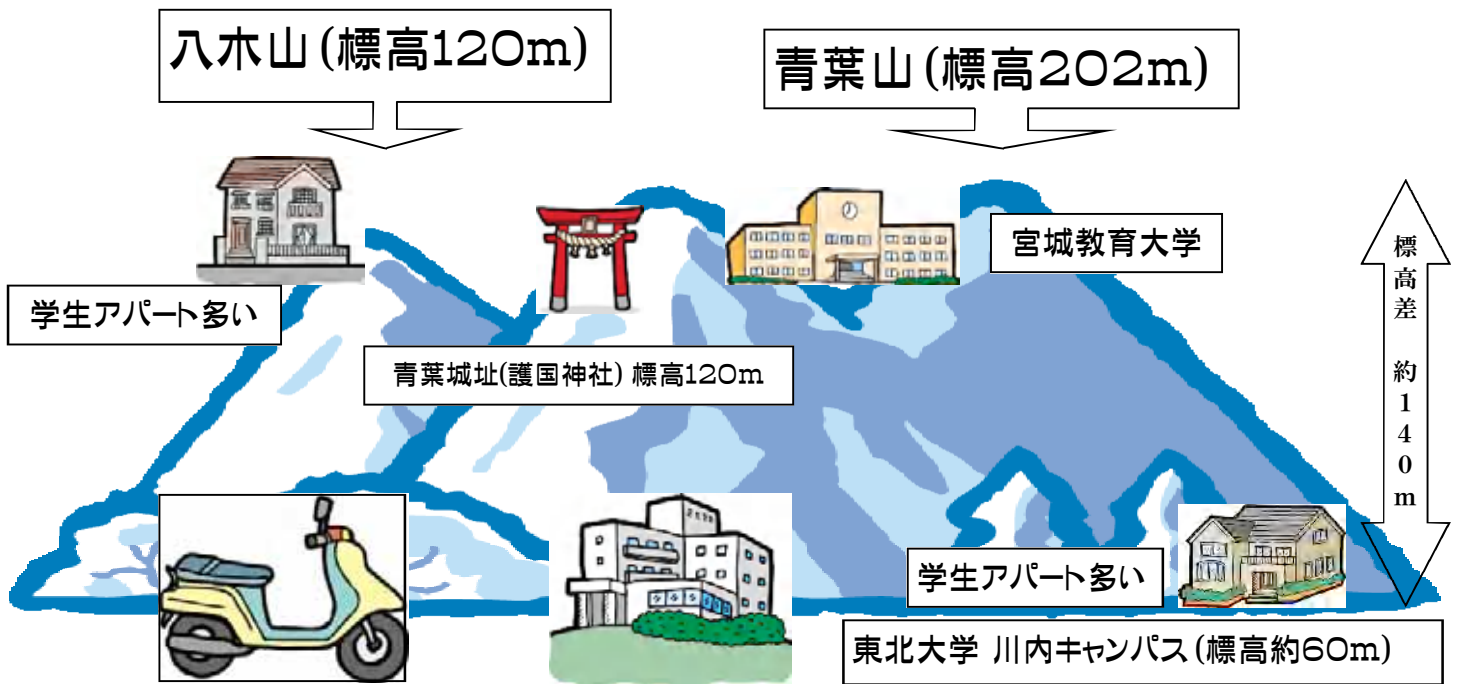 八木山(標高120m)
青葉山(標高202m)
宮城教育大学
学生アパート多い
青葉城址(護国神社) 標高120m
標高差 約140m
学生アパート多い
東北大学 川内キャンパス(標高約60m)